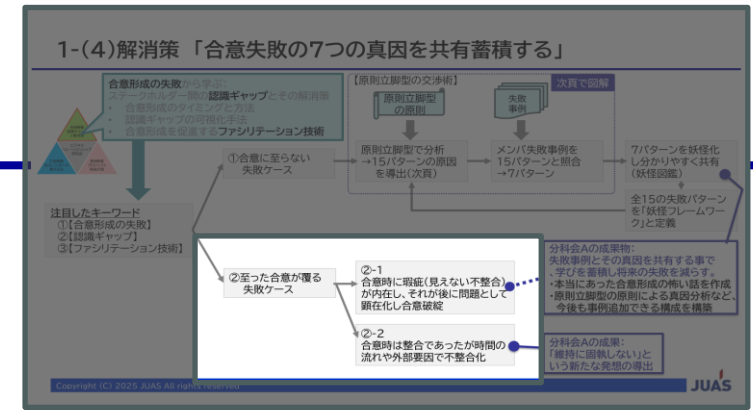 1-(4)解消策 「合意失敗の7つの真因を共有蓄積する」
合意形成の失敗から学ぶ:
ステークホルダー間の認識ギャップとその解消策
・ 合意形成のタイミングと方法
・ 認識ギャップの可視化手法
・ 合意形成を促進するファシリテーション技術
【原則立脚型の交渉術】
次頁で図解
原則立脚型
の原則
失敗
事例
①合意に至らない
失敗ケース
原則立脚型で分析
→15パターンの原因
を導出(次頁)
メンバ失敗事例を
15パターンと照合
→7パターン
7パターンを妖怪化
し分かりやすく共有
(妖怪図鑑)
全15の失敗パターン
を「妖怪フレームワー
ク」と定義
注目したキーワード
①【合意形成の失敗】
②【認識ギャップ】
③【ファシリテーション技術】
②至った合意が覆る
失敗ケース
②-1
合意時に瑕疵(見えない不整合)
が内在し、それが後に問題として
顕在化し合意破綻
②-2
合意時は整合であったが時間の
流れや外部要因で不整合化
分科会Aの成果物:
失敗事例とその真因を共有する事で
、学びを蓄積し将来の失敗を減らす。
・本当にあった合意形成の怖い話を作成
・原則立脚型の原則による真因分析など、
今後も事例追加できる構成を構築
分科会Aの成果:
「維持に固執しない」と
いう新たな発想の導出
Copyright (C) 2025 JUAS All rights reserved
JUAS